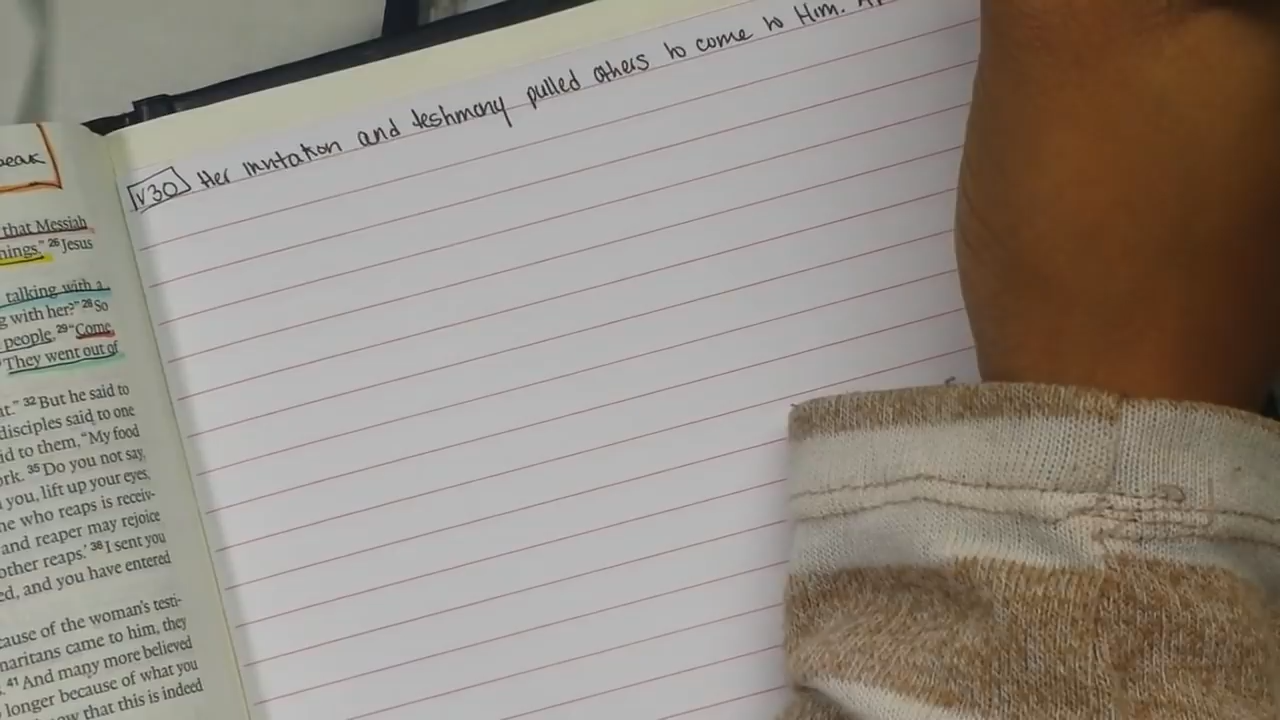 peak
that Messiah
nings." 26 Jesus
talking with a
g with her?" 28 So
people, 29 "Come,
They went out of
at." 32 But he said to
disciples said to one
id to them, "My food
ork. 35 Do you not say,
you, lift up your eyes,
ne who reaps is receiv-
and reaper may rejoice
other reaps.' 38 I sent you
ed, and you have entered
cause of the woman's testi-
naritans came to him, they
. 41 And many more believed
longer because of what you
ow that this is indeed
V30 Her invitation and testimony pulled others to come to Him.